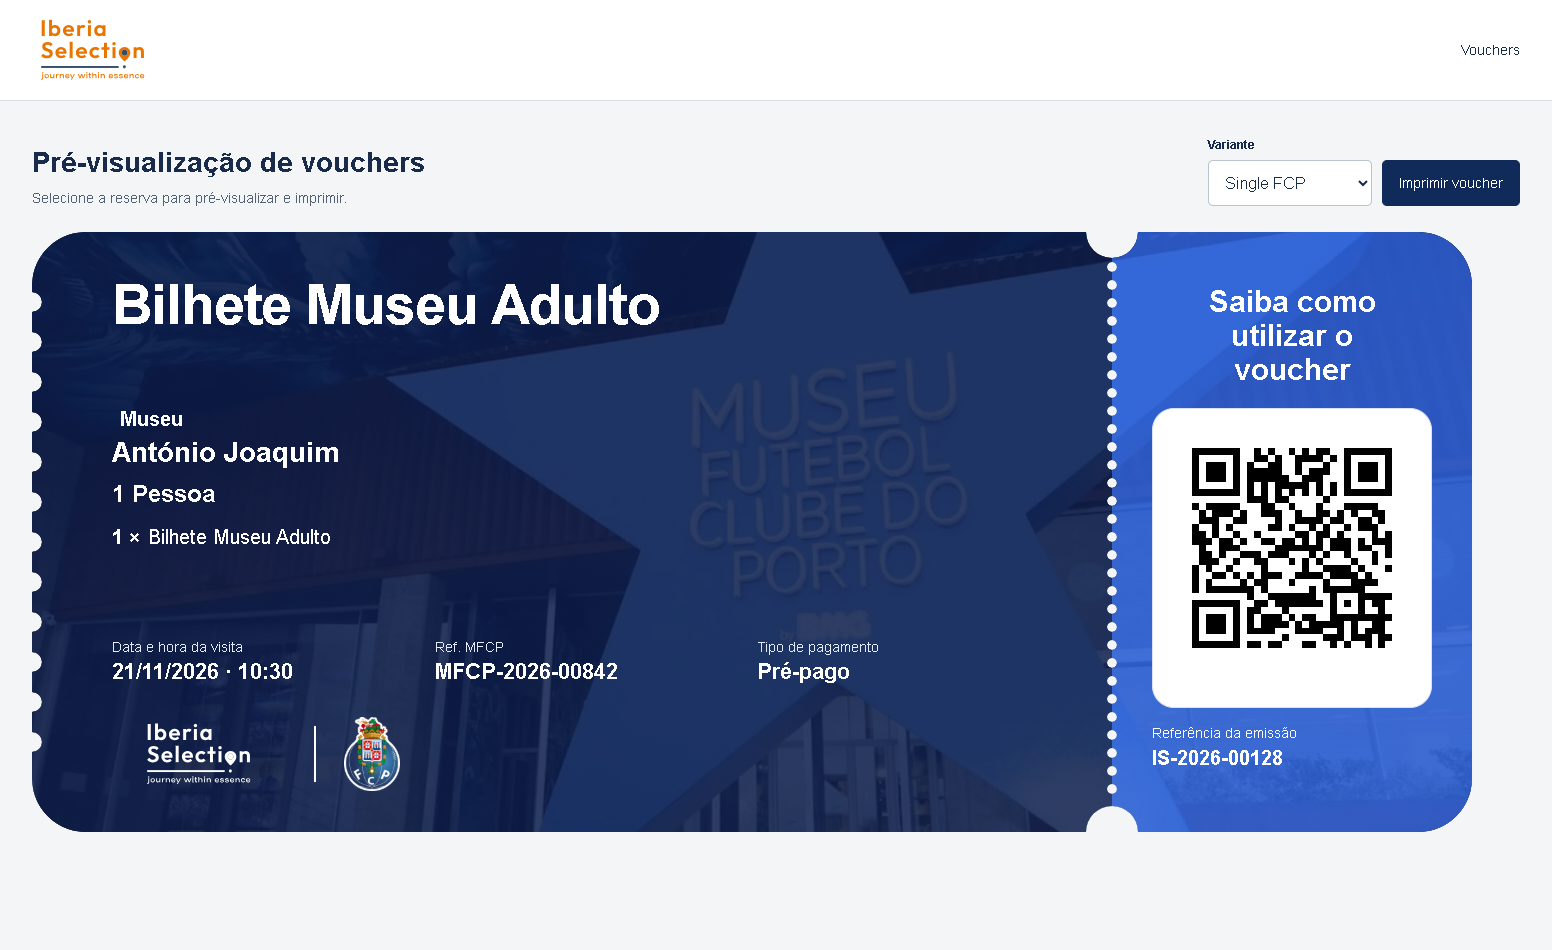 Iberia
Selection
journey within essence
Vouchers
Pré-visualização de vouchers
Selecione a reserva para pré-visualizar e imprimir.
Variante
Single FCP
Imprimir voucher
Bilhete Museu Adulto
Museu
António Joaquim
1 Pessoa
1 × Bilhete Museu Adulto
MUSEU
FUTEBOL
CLUBE DO
PORTO
Data e hora da visita
21/11/2026 · 10:30
Ref. MFCP
MFCP-2026-00842
Tipo de pagamento
Pré-pago
Iberia
Selection
journey within essence
FCP
Saiba como
utilizar o
voucher
Referência da emissão
IS-2026-00128